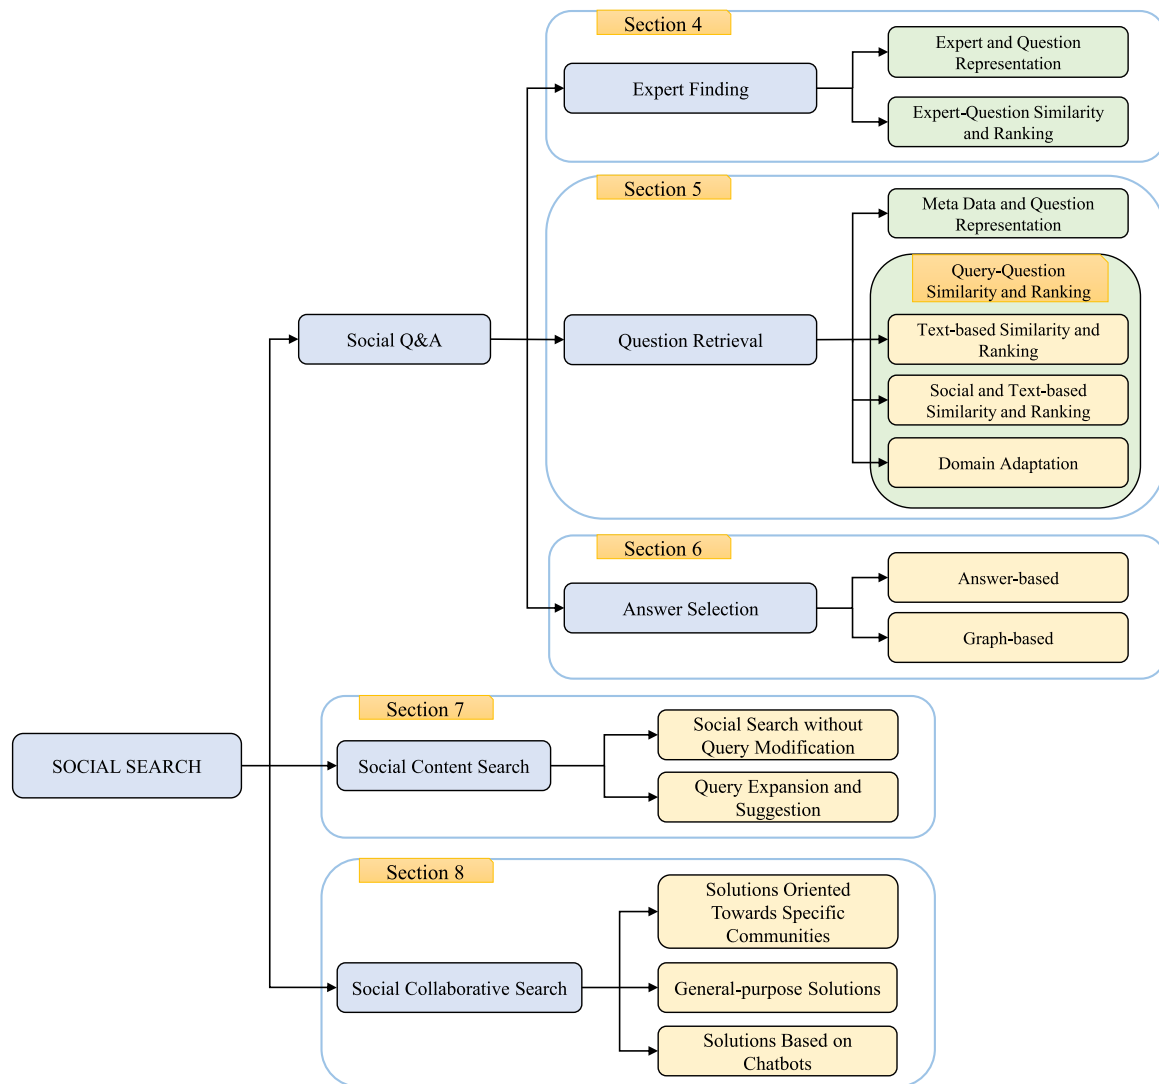 Section 4
Expert Finding
Expert and Question
Representation
Expert-Question Similarity
and Ranking
Section 5
Meta Data and Question
Representation
Query-Question
Similarity and Ranking
Social Q&A
Question Retrieval
Text-based Similarity and
Ranking
Social and Text-based
Similarity and Ranking
Domain Adaptation
Section 6
Answer Selection
Answer-based
Graph-based
Section 7
SOCIAL SEARCH
Social Content Search
Social Search without
Query Modification
Query Expansion and
Suggestion
Section 8
Social Collaborative Search
Solutions Oriented
Towards Specific
Communities
General-purpose Solutions
Solutions Based on
Chatbots